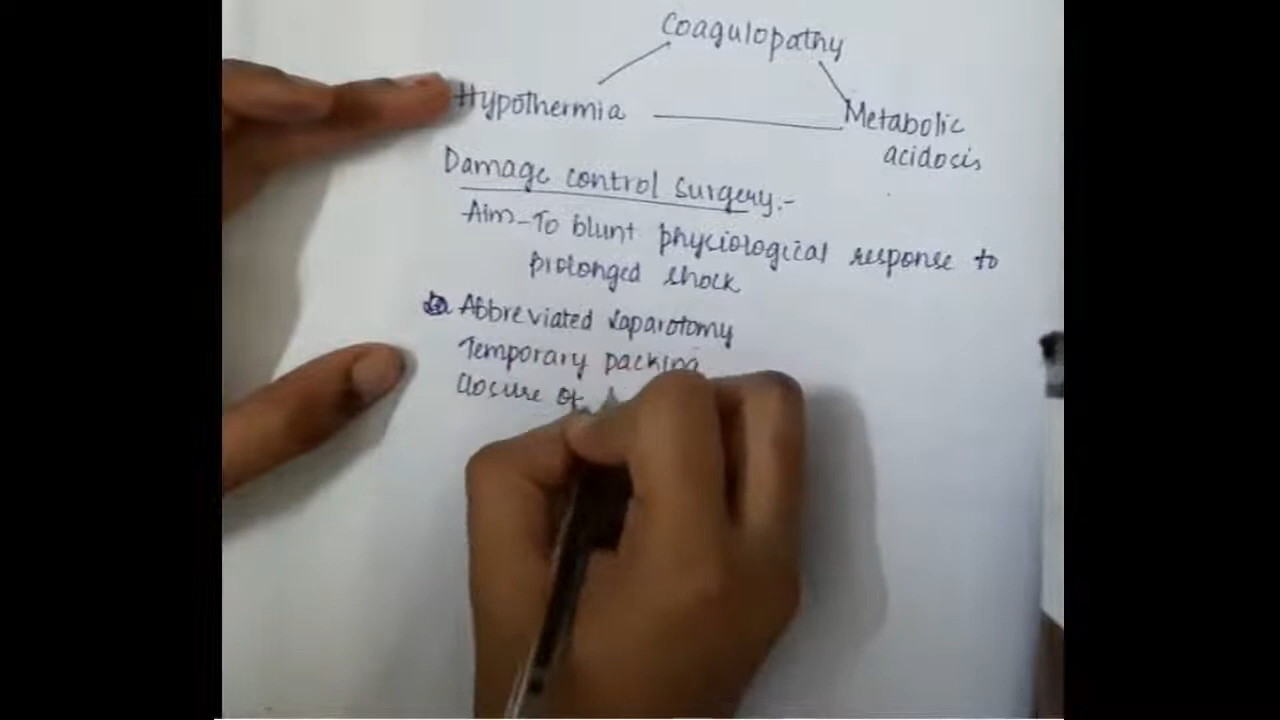 Coagulopathy
Hypothermia
Metabolic
acidosis
Damage control surgery:-
Aim-To blunt physiological response to
prolonged shock
Abbreviated laparotomy
Temporary packing
Closure of